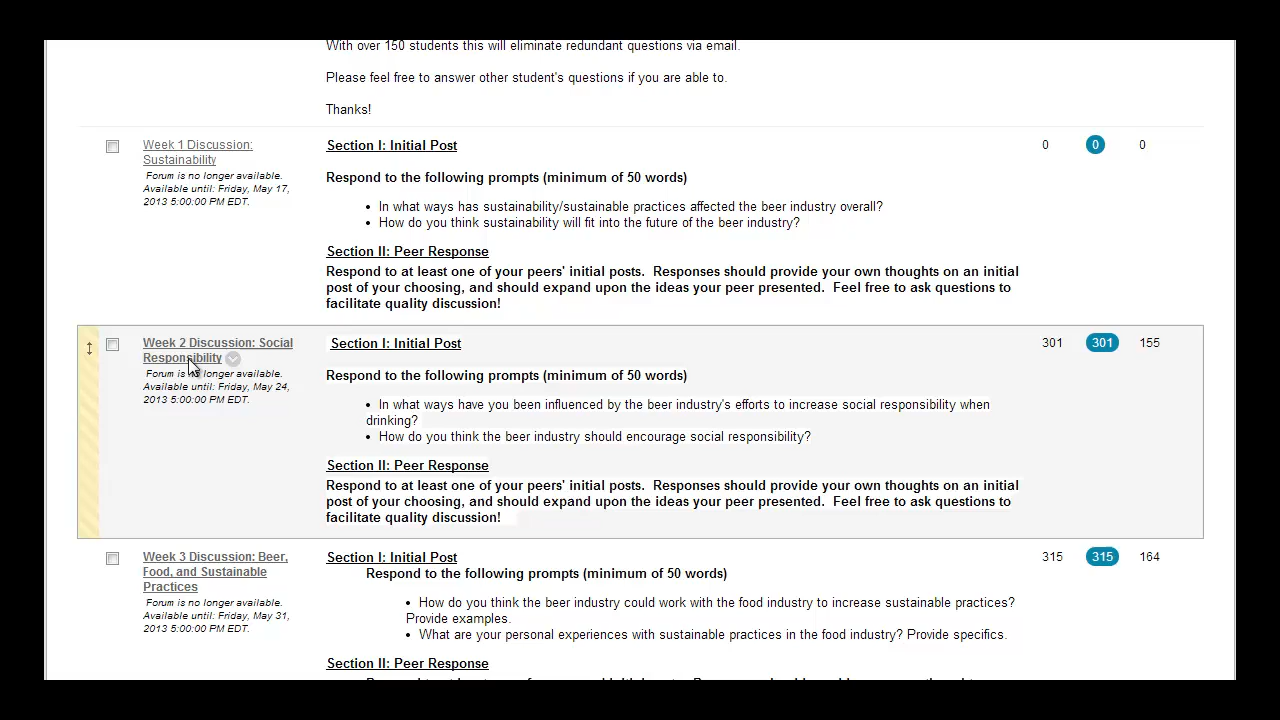 With over 150 students this will eliminate redundant questions via email.
Please feel free to answer other student's questions if you are able to.
Thanks!
Week 1 Discussion:
Sustainability
Forum is no longer available.
Available until: Friday, May 17,
2013 5:00:00 PM EDT.
Section I: Initial Post
Respond to the following prompts (minimum of 50 words)
• In what ways has sustainability/sustainable practices affected the beer industry overall?
• How do you think sustainability will fit into the future of the beer industry?
Section II: Peer Response
Respond to at least one of your peers' initial posts.  Responses should provide your own thoughts on an initial
post of your choosing, and should expand upon the ideas your peer presented.  Feel free to ask questions to
facilitate quality discussion!
0
0
0
Week 2 Discussion: Social
Responsibility
Forum is no longer available.
Available until: Friday, May 24,
2013 5:00:00 PM EDT.
Section I: Initial Post
Respond to the following prompts (minimum of 50 words)
• In what ways have you been influenced by the beer industry's efforts to increase social responsibility when
drinking?
• How do you think the beer industry should encourage social responsibility?
Section II: Peer Response
Respond to at least one of your peers' initial posts.  Responses should provide your own thoughts on an initial
post of your choosing, and should expand upon the ideas your peer presented.  Feel free to ask questions to
facilitate quality discussion!
301
301
155
Week 3 Discussion: Beer,
Food, and Sustainable
Practices
Forum is no longer available.
Available until: Friday, May 31,
2013 5:00:00 PM EDT.
Section I: Initial Post
Respond to the following prompts (minimum of 50 words)
• How do you think the beer industry could work with the food industry to increase sustainable practices?
Provide examples.
• What are your personal experiences with sustainable practices in the food industry? Provide specifics.
Section II: Peer Response
315
315
164